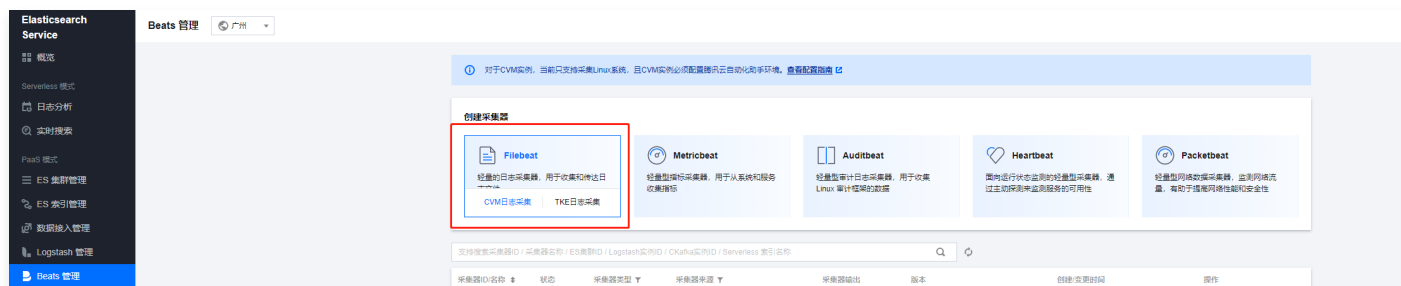 Elasticsearch
Service
Beats 管理
广州
概览
Serverless 模式
日志分析
实时搜索
PaaS 模式
ES 集群管理
ES 索引管理
数据接入管理
Logstash 管理
Beats 管理
对于CVM实例，当前只支持采集Linux系统，且CVM实例必须配置腾讯云自动化助手环境。查看配置指南
创建采集器
Filebeat
轻量的日志采集器，用于收集和传达日
志文件
CVM日志采集
TKE日志采集
Metricbeat
轻量型指标采集器，用于从系统和服务
收集指标
Auditbeat
轻量型审计日志采集器，用于收集
Linux 审计框架的数据
Heartbeat
面向运行状态监测的轻量型采集器，通
过主动探测来监测服务的可用性
Packetbeat
轻量型网络数据采集器，监测网络流
量，有助于提高网络性能和安全性
支持搜索采集器ID / 采集器名称 / ES集群ID / Logstash实例ID / CKafka实例ID / Serverless 索引名称
采集器ID/名称
状态
采集器类型
采集器来源
采集器输出
版本
创建/变更时间
操作